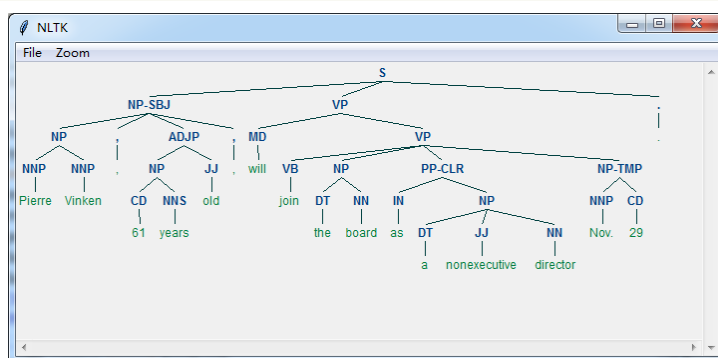 NLTK
File Zoom
S
NP-SBJ VP .
NP , ADJP , MD VP .
NNP NNP , NP JJ , will VB NP PP-CLR NP-TMP
Pierre Vinken CD NNS old join DT NN IN NP NNP CD
61 years the board as DT JJ NN Nov. 29
a nonexecutive director